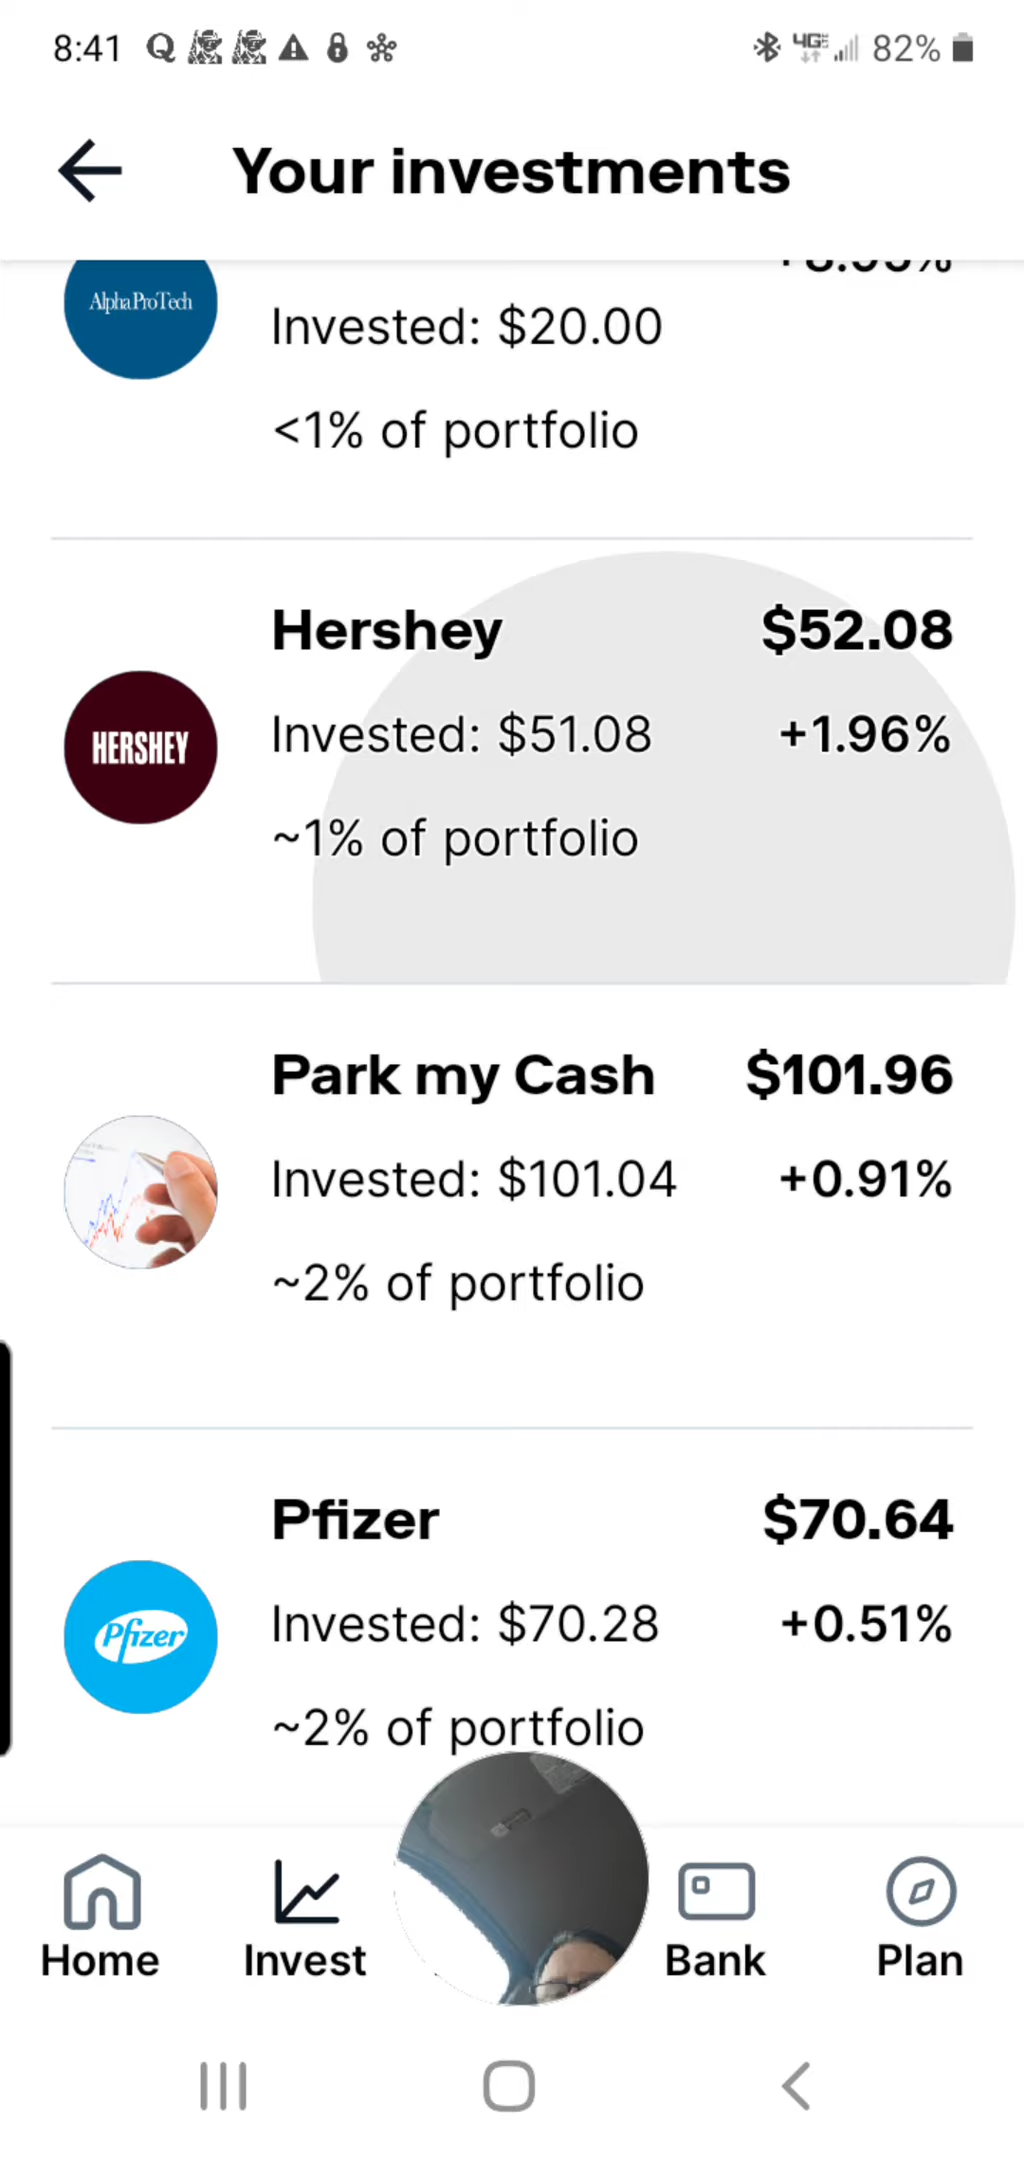 8:41 82%
Your investments
AlphaProTech
Invested: $20.00
<1% of portfolio
Hershey $52.08
HERSHEY
Invested: $51.08 +1.96%
~1% of portfolio
Park my Cash $101.96
Invested: $101.04 +0.91%
~2% of portfolio
Pfizer $70.64
Pfizer
Invested: $70.28 +0.51%
~2% of portfolio
Home Invest Bank Plan